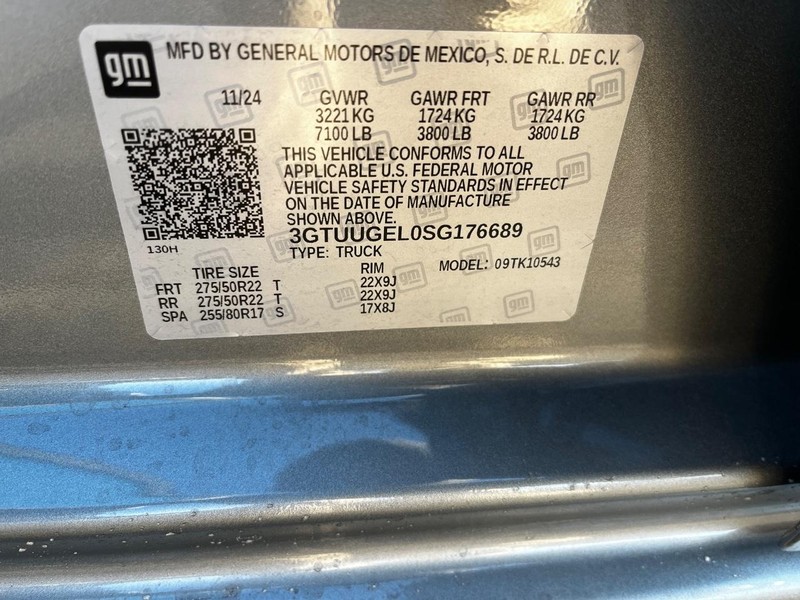 gm MFD BY GENERAL MOTORS DE MEXICO, S. DE R.L. DE C.V.
11/24 GVWR GAWR FRT GAWR RR
3221 KG 1724 KG 1724 KG
7100 LB 3800 LB 3800 LB
THIS VEHICLE CONFORMS TO ALL
APPLICABLE U.S. FEDERAL MOTOR
VEHICLE SAFETY STANDARDS IN EFFECT
ON THE DATE OF MANUFACTURE
SHOWN ABOVE.
3GTUUGEL0SG176689
130H
TYPE: TRUCK
TIRE SIZE RIM MODEL: 09TK10543
FRT 275/50R22 T 22X9J
RR 275/50R22 T 22X9J
SPA 255/80R17 S 17X8J